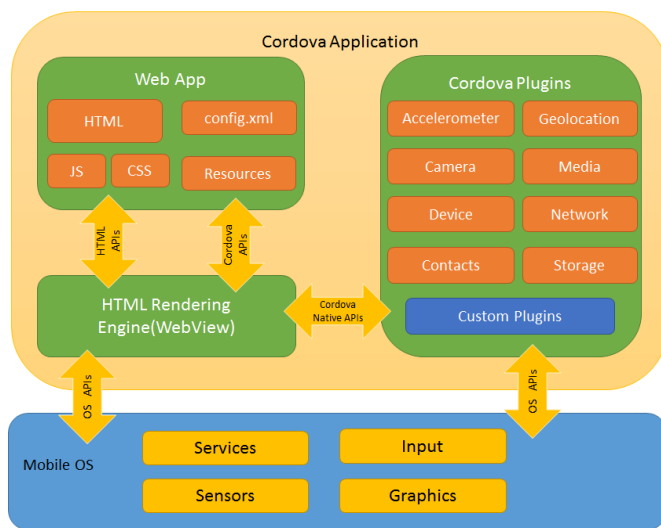 Cordova Application
Web App
HTML
config.xml
JS
CSS
Resources
HTML
APIs
Cordova
APIs
HTML Rendering
Engine(WebView)
Cordova
Native APIs
Cordova Plugins
Accelerometer
Geolocation
Camera
Media
Device
Network
Contacts
Storage
Custom Plugins
OS APIs
OS APIs
Mobile OS
Services
Input
Sensors
Graphics